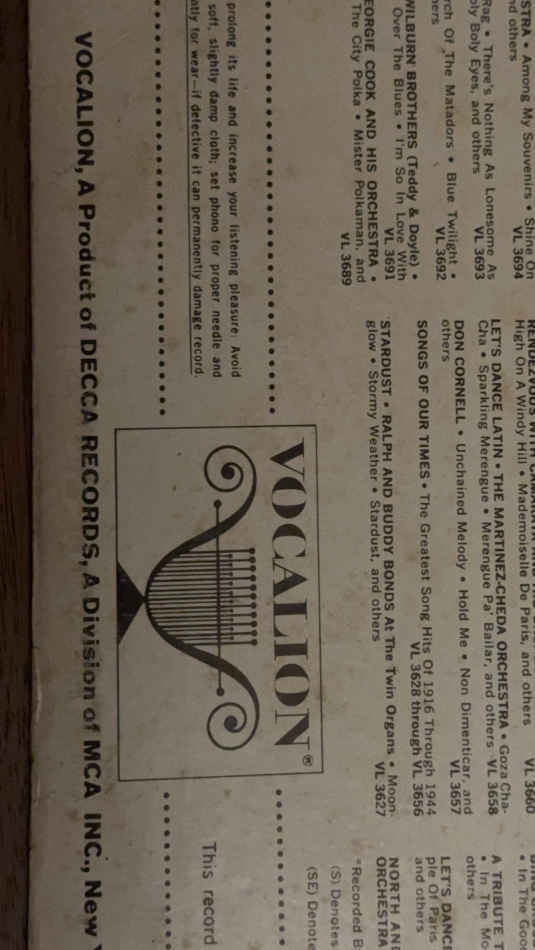 STRA • Among My Souvenirs • Shine On
nd others
VL 3694
Rag • There's Nothing As Lonesome As
oly Boly Eyes, and others
VL 3693
rch Of The Matadors • Blue Twilight •
hers
VL 3692
WILBURN BROTHERS (Teddy & Doyle) •
Over The Blues • I'm So In Love With
VL 3691
EORGIE COOK AND HIS ORCHESTRA •
The City Polka • Mister Polkaman, and
VL 3689
High On A Windy Hill • Mademoiselle De Paris, and others
VL 3660
LET'S DANCE LATIN • THE MARTINEZ-CHEDA ORCHESTRA • Goza Cha-
Cha • Sparkling Merengue • Merengue Pa' Bailar, and others VL 3658
DON CORNELL • Unchained Melody • Hold Me • Non Dimenticar, and
others
VL 3657
SONGS OF OUR TIMES • The Greatest Song Hits Of 1916 Through 1944
VL 3628 through VL 3656
STARDUST • RALPH AND BUDDY BONDS At The Twin Organs • Moon-
glow • Stormy Weather • Stardust, and others
VL 3627
A TRIBUTE T
• In The Mo
others
LET'S DANCE
ple Of Paris
and others
NORTH AND
ORCHESTRA
*Recorded B
(S) Denotes
(SE) Denote
prolong its life and increase your listening pleasure: Avoid
soft, slightly damp cloth; set phono for proper needle and
ntly for wear—if defective it can permanently damage record.
VOCALION®
This record
VOCALION, A Product of DECCA RECORDS, A Division of MCA INC., New Y